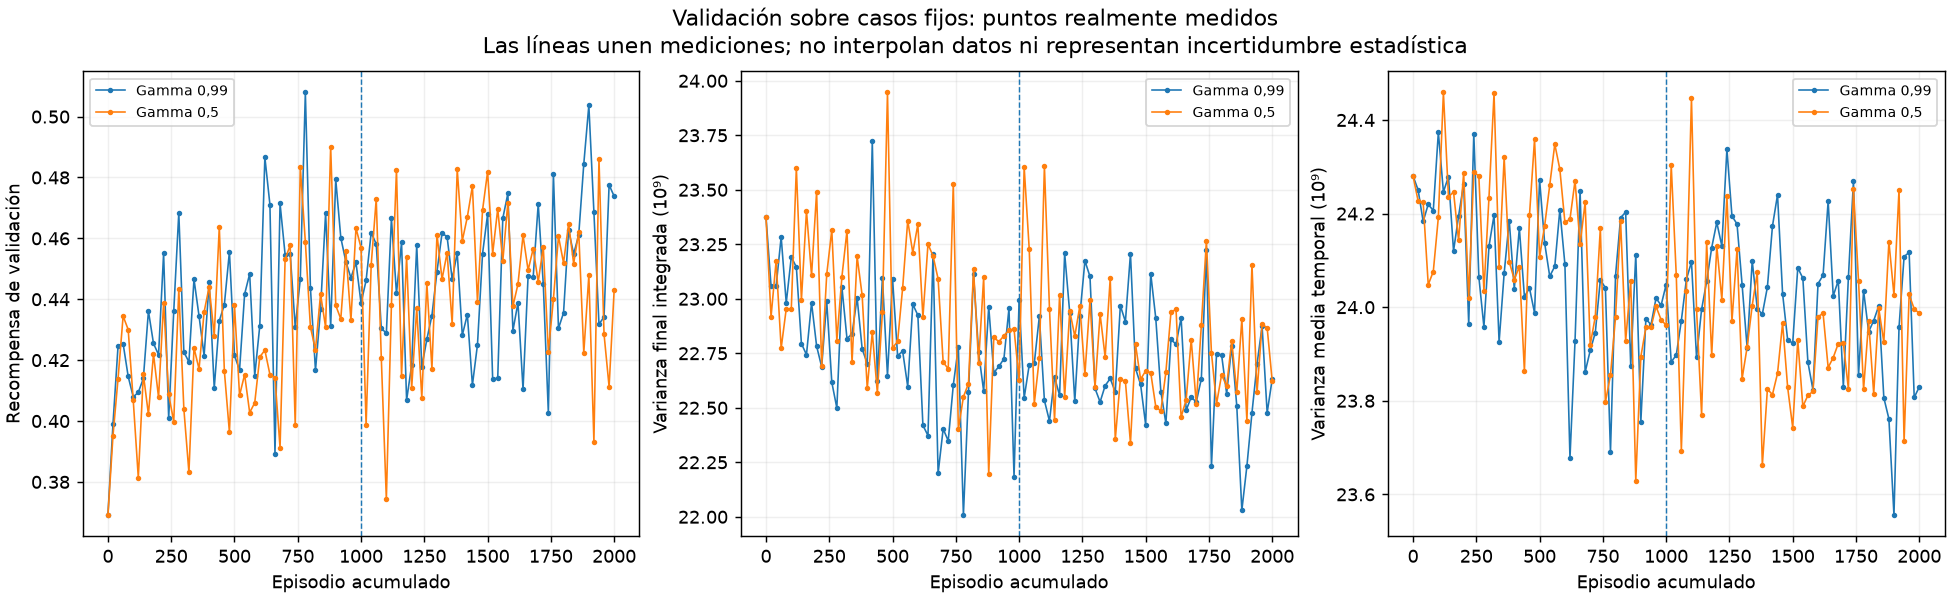 Validación sobre casos fijos: puntos realmente medidos
Las líneas unen mediciones; no interpolan datos ni representan incertidumbre estadística
Recompensa de validación
0.50
0.48
0.46
0.44
0.42
0.40
0.38
Gamma 0,99
Gamma 0,5
0 250 500 750 1000 1250 1500 1750 2000
Episodio acumulado
Varianza final integrada (10⁹)
24.00
23.75
23.50
23.25
23.00
22.75
22.50
22.25
22.00
Gamma 0,99
Gamma 0,5
0 250 500 750 1000 1250 1500 1750 2000
Episodio acumulado
Varianza media temporal (10⁹)
24.4
24.2
24.0
23.8
23.6
Gamma 0,99
Gamma 0,5
0 250 500 750 1000 1250 1500 1750 2000
Episodio acumulado